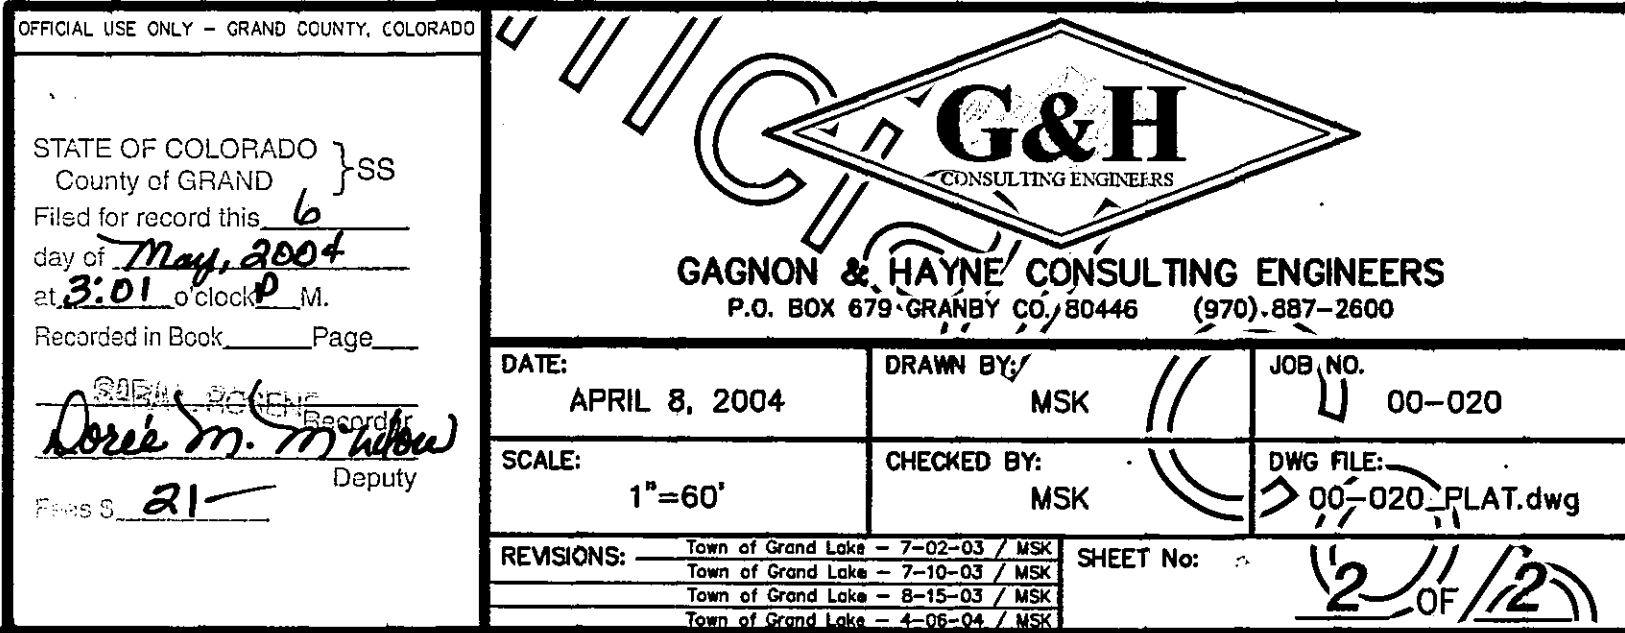 OFFICIAL USE ONLY – GRAND COUNTY, COLORADO
STATE OF COLORADO } SS
County of GRAND
Filed for record this 6
day of May, 2004
at 3:01 o'clock P M.
Recorded in Book____Page____
Recorder
Dorée M.
Deputy
Fees $ 21—
G&H
CONSULTING ENGINEERS
GAGNON & HAYNE CONSULTING ENGINEERS
P.O. BOX 679 GRANBY CO. 80446 (970) 887-2600
DATE:
APRIL 8, 2004
DRAWN BY:
MSK
JOB NO.
00-020
SCALE:
1"=60'
CHECKED BY:
MSK
DWG FILE:
00-020_PLAT.dwg
REVISIONS:
Town of Grand Lake – 7-02-03 / MSK
Town of Grand Lake – 7-10-03 / MSK
Town of Grand Lake – 8-15-03 / MSK
Town of Grand Lake – 4-06-04 / MSK
SHEET No:
2 OF 2